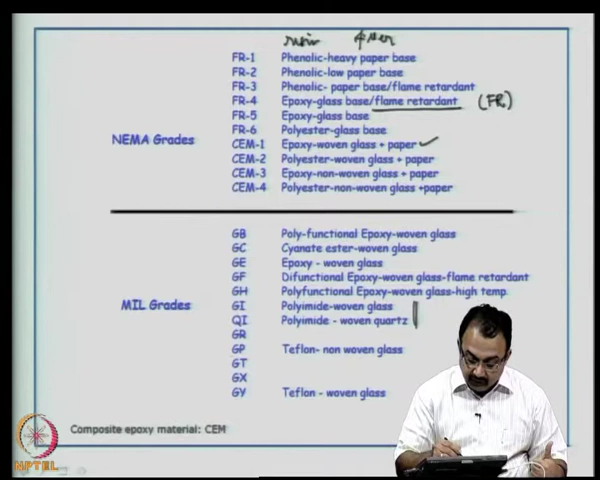 resin fiber
FR-1 Phenolic-heavy paper base
FR-2 Phenolic-low paper base
FR-3 Phenolic- paper base/flame retardant
FR-4 Epoxy-glass base/flame retardant (FR)
FR-5 Epoxy-glass base
FR-6 Polyester-glass base
NEMA Grades
CEM-1 Epoxy-woven glass + paper
CEM-2 Polyester-woven glass + paper
CEM-3 Epoxy-non-woven glass + paper
CEM-4 Polyester-non-woven glass +paper
GB Poly-functional Epoxy-woven glass
GC Cyanate ester-woven glass
GE Epoxy - woven glass
GF Difunctional Epoxy-woven glass-flame retardant
GH Polyfunctional Epoxy-woven glass-high temp
MIL Grades
GI Polyimide-woven glass
QI Polyimide - woven quartz
GR
GP Teflon- non woven glass
GT
GX
GY Teflon - woven glass
Composite epoxy material: CEM
NPTEL